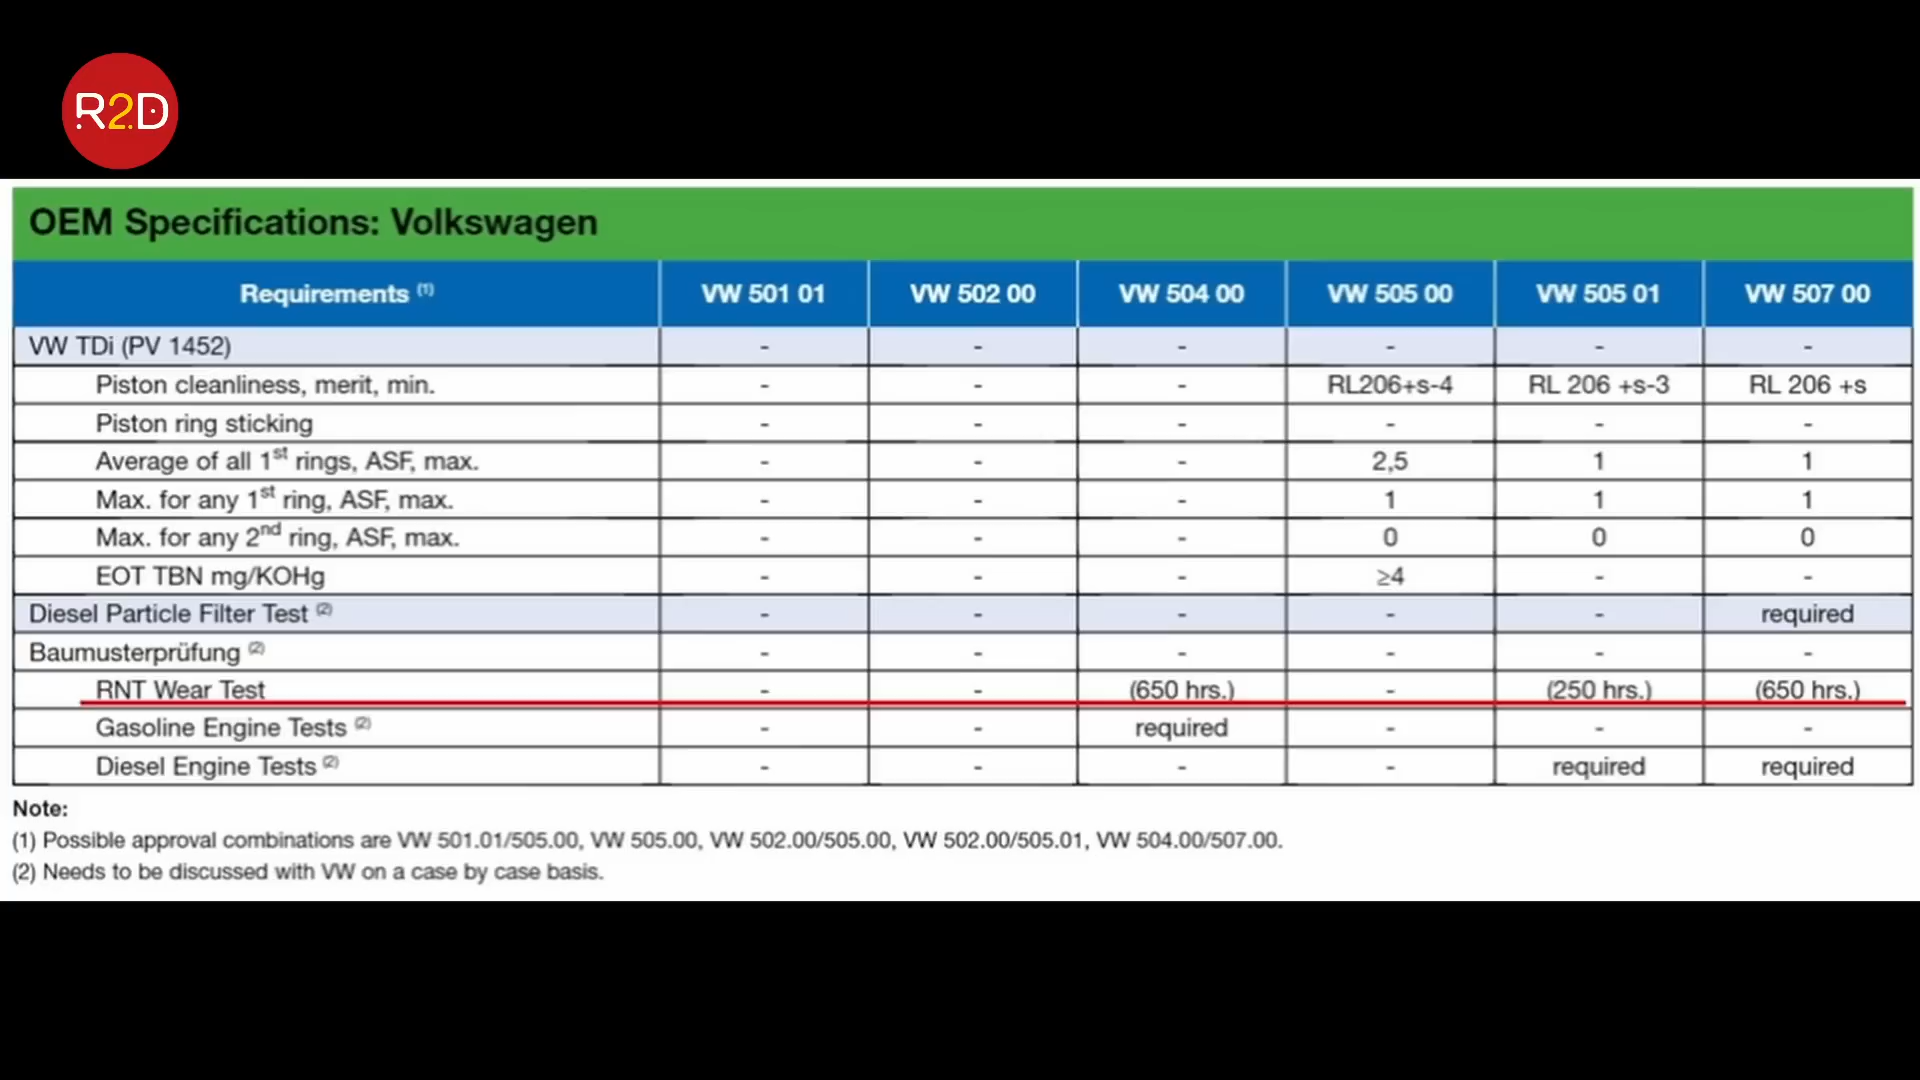 R2D
OEM Specifications: Volkswagen
Requirements (1) VW 501 01 VW 502 00 VW 504 00 VW 505 00 VW 505 01 VW 507 00
VW TDi (PV 1452) - - - - - -
Piston cleanliness, merit, min. - - - RL206+s-4 RL 206 +s-3 RL 206 +s
Piston ring sticking - - - - - -
Average of all 1st rings, ASF, max. - - - 2,5 1 1
Max. for any 1st ring, ASF, max. - - - 1 1 1
Max. for any 2nd ring, ASF, max. - - - 0 0 0
EOT TBN mg/KOHg - - - ≥4 - -
Diesel Particle Filter Test (2) - - - - - required
Baumusterprüfung (2) - - - - - -
RNT Wear Test - - (650 hrs.) - (250 hrs.) (650 hrs.)
Gasoline Engine Tests (2) - - required - - -
Diesel Engine Tests (2) - - - - required required
Note:
(1) Possible approval combinations are VW 501.01/505.00, VW 505.00, VW 502.00/505.00, VW 502.00/505.01, VW 504.00/507.00.
(2) Needs to be discussed with VW on a case by case basis.